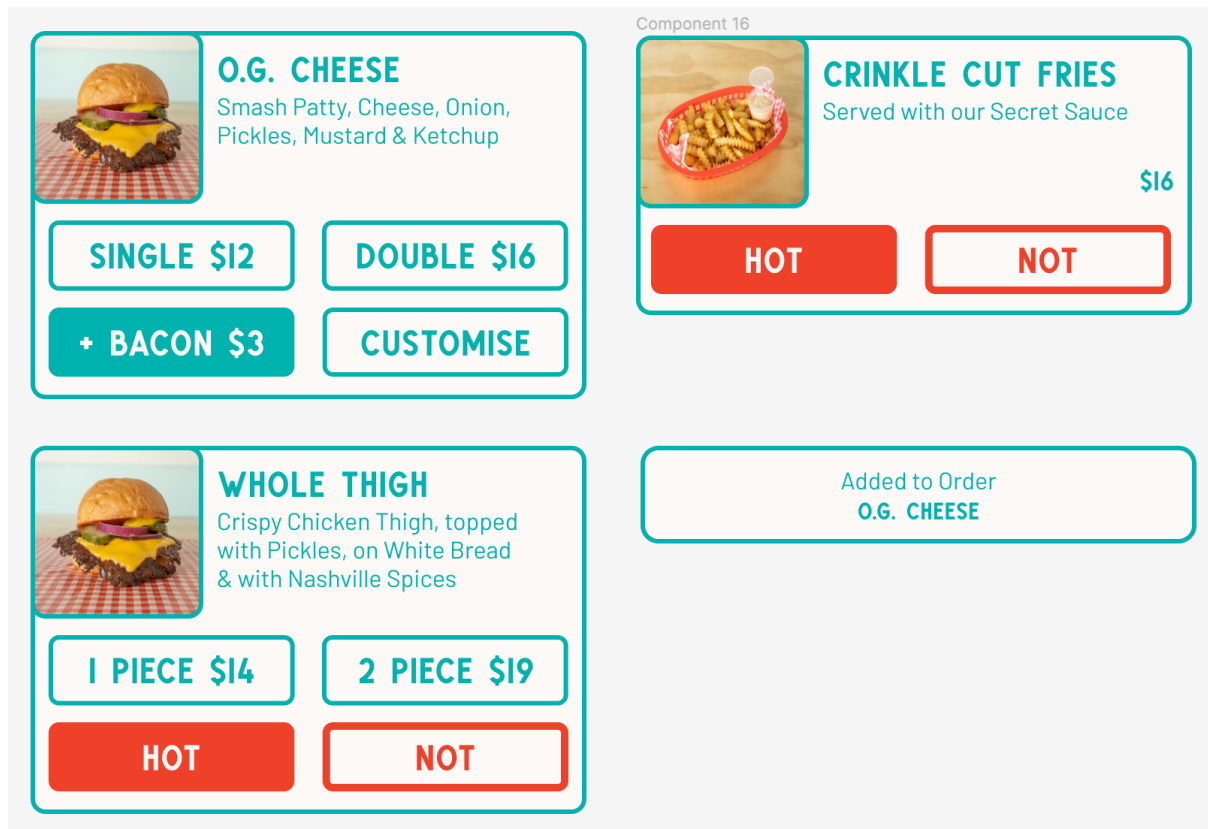 O.G. CHEESE
Smash Patty, Cheese, Onion,
Pickles, Mustard & Ketchup
SINGLE $12
DOUBLE $16
+ BACON $3
CUSTOMISE
Component 16
CRINKLE CUT FRIES
Served with our Secret Sauce
$16
HOT
NOT
WHOLE THIGH
Crispy Chicken Thigh, topped
with Pickles, on White Bread
& with Nashville Spices
1 PIECE $14
2 PIECE $19
HOT
NOT
Added to Order
O.G. CHEESE